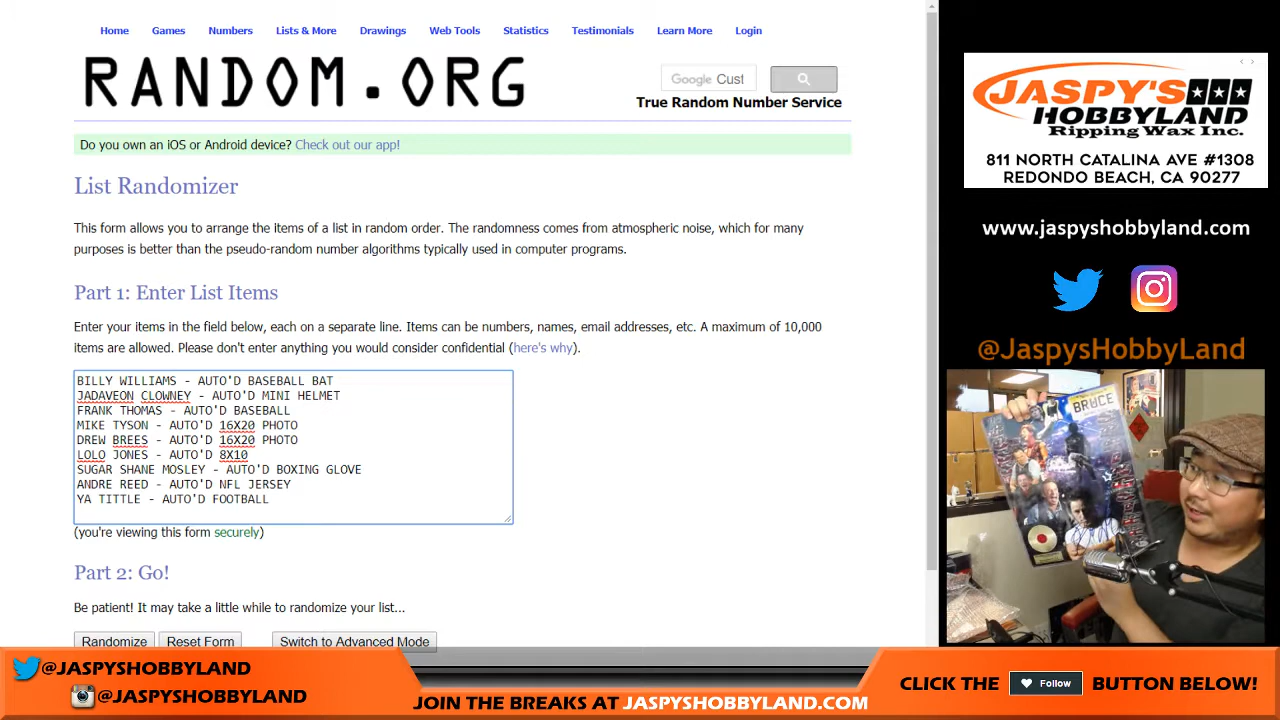 Home Games Numbers Lists & More Drawings Web Tools Statistics Testimonials Learn More Login
RANDOM.ORG
Google Cust
True Random Number Service
Do you own an iOS or Android device? Check out our app!
List Randomizer
This form allows you to arrange the items of a list in random order. The randomness comes from atmospheric noise, which for many
purposes is better than the pseudo-random number algorithms typically used in computer programs.
Part 1: Enter List Items
Enter your items in the field below, each on a separate line. Items can be numbers, names, email addresses, etc. A maximum of 10,000
items are allowed. Please don't enter anything you would consider confidential (here's why).
BILLY WILLIAMS - AUTO'D BASEBALL BAT
JADAVEON CLOWNEY - AUTO'D MINI HELMET
FRANK THOMAS - AUTO'D BASEBALL
MIKE TYSON - AUTO'D 16X20 PHOTO
DREW BREES - AUTO'D 16X20 PHOTO
LOLO JONES - AUTO'D 8X10
SUGAR SHANE MOSLEY - AUTO'D BOXING GLOVE
ANDRE REED - AUTO'D NFL JERSEY
YA TITTLE - AUTO'D FOOTBALL
(you're viewing this form securely)
Part 2: Go!
Be patient! It may take a little while to randomize your list...
Randomize Reset Form Switch to Advanced Mode
JASPY'S
HOBBYLAND
Ripping Wax Inc.
811 NORTH CATALINA AVE #1308
REDONDO BEACH, CA 90277
www.jaspyshobbyland.com
@JaspysHobbyLand
BRUCE
@JASPYSHOBBYLAND
@JASPYSHOBBYLAND
JOIN THE BREAKS AT JASPYSHOBBYLAND.COM
CLICK THE Follow BUTTON BELOW!